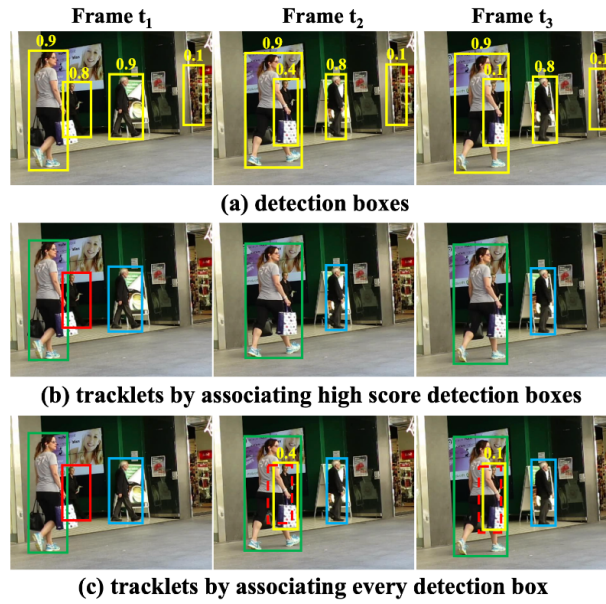 Frame t₁ Frame t₂ Frame t₃
0.9 0.8 0.9 0.1 0.9 0.4 0.8 0.1 0.9 0.1 0.8 0.1
(a) detection boxes
(b) tracklets by associating high score detection boxes
0.4 0.1
(c) tracklets by associating every detection box